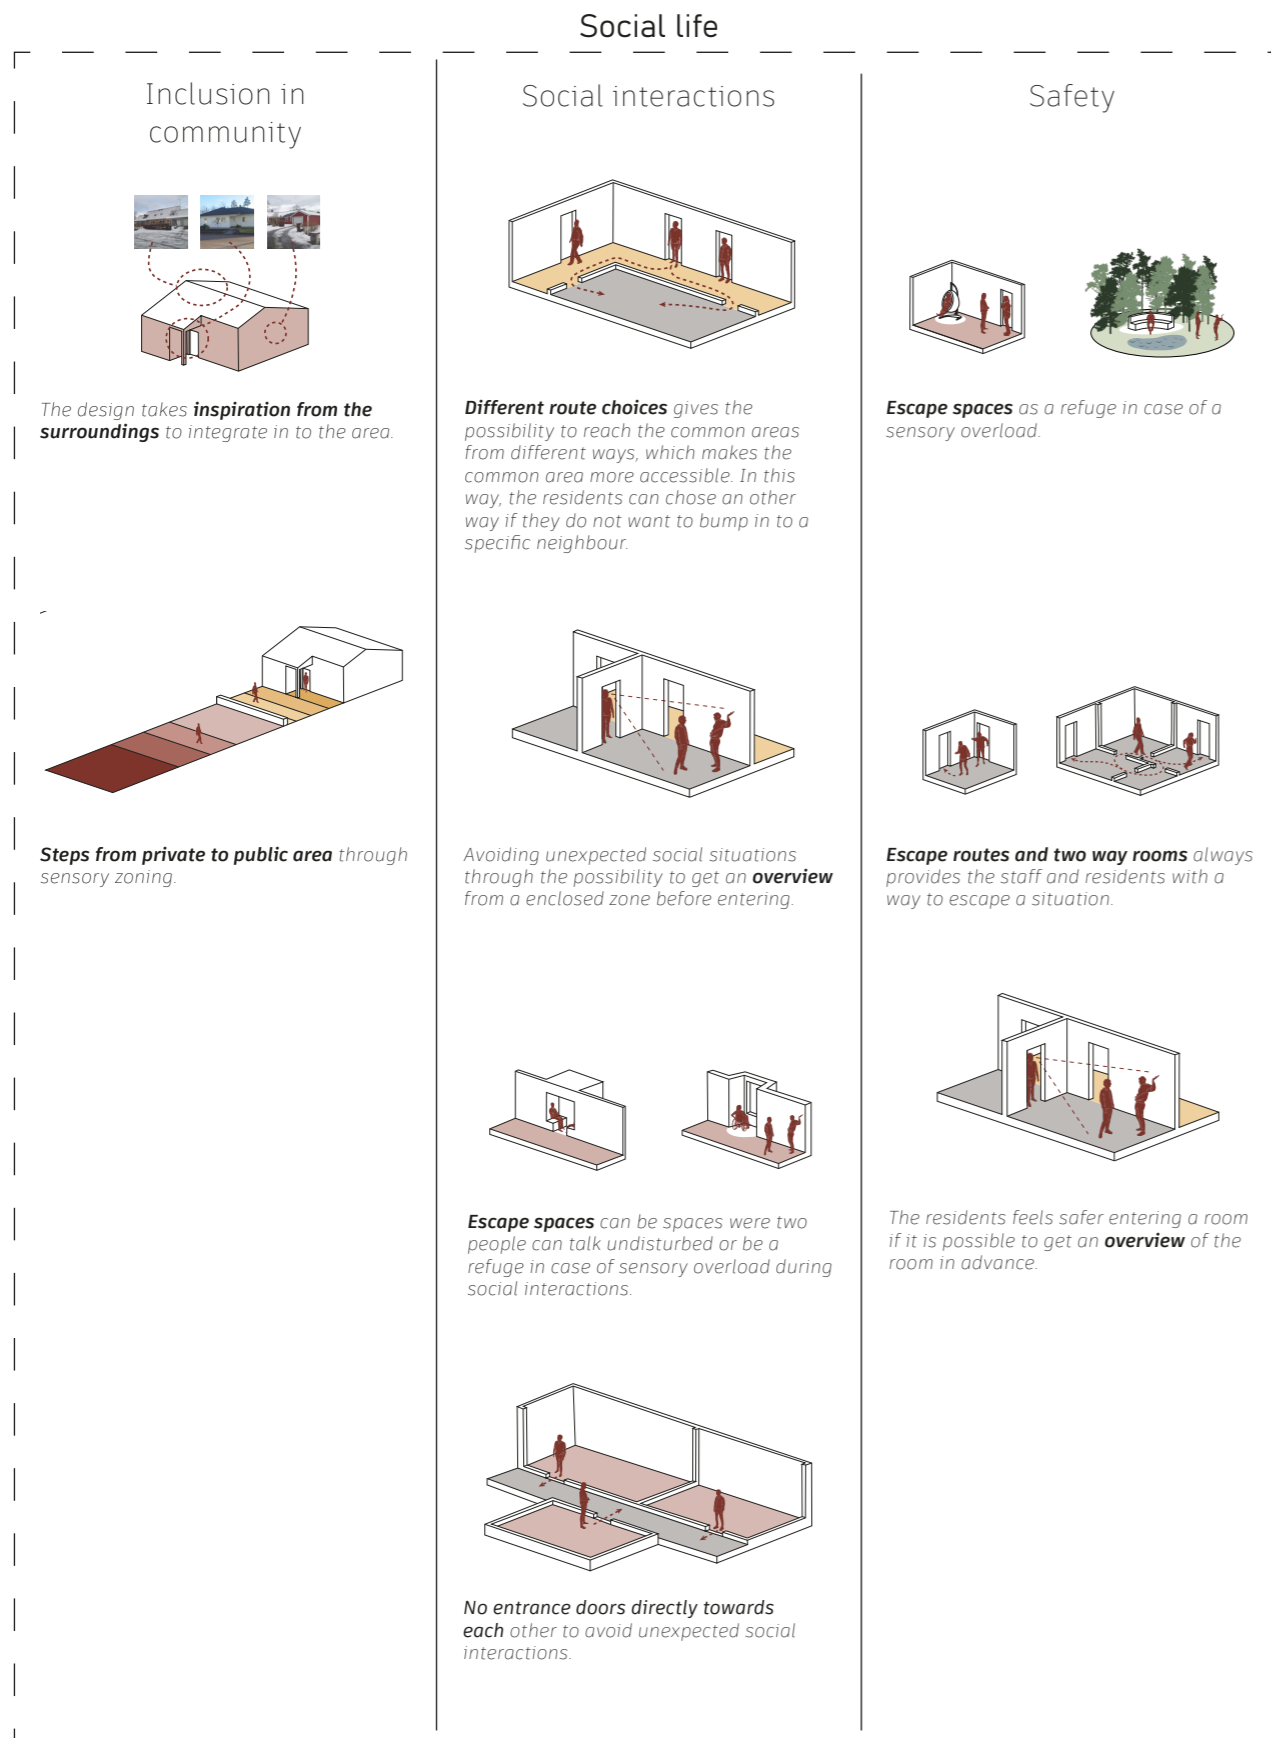 Social life
Inclusion in
community
The design takes inspiration from the
surroundings to integrate in to the area.
Steps from private to public area through
sensory zoning.
Social interactions
Different route choices gives the
possibility to reach the common areas
from different ways, which makes the
common area more accessible. In this
way, the residents can chose an other
way if they do not want to bump in to a
specific neighbour.
Avoiding unexpected social situations
through the possibility to get an overview
from a enclosed zone before entering.
Escape spaces can be spaces were two
people can talk undisturbed or be a
refuge in case of sensory overload during
social interactions.
No entrance doors directly towards
each other to avoid unexpected social
interactions.
Safety
Escape spaces as a refuge in case of a
sensory overload.
Escape routes and two way rooms always
provides the staff and residents with a
way to escape a situation.
The residents feels safer entering a room
if it is possible to get an overview of the
room in advance.